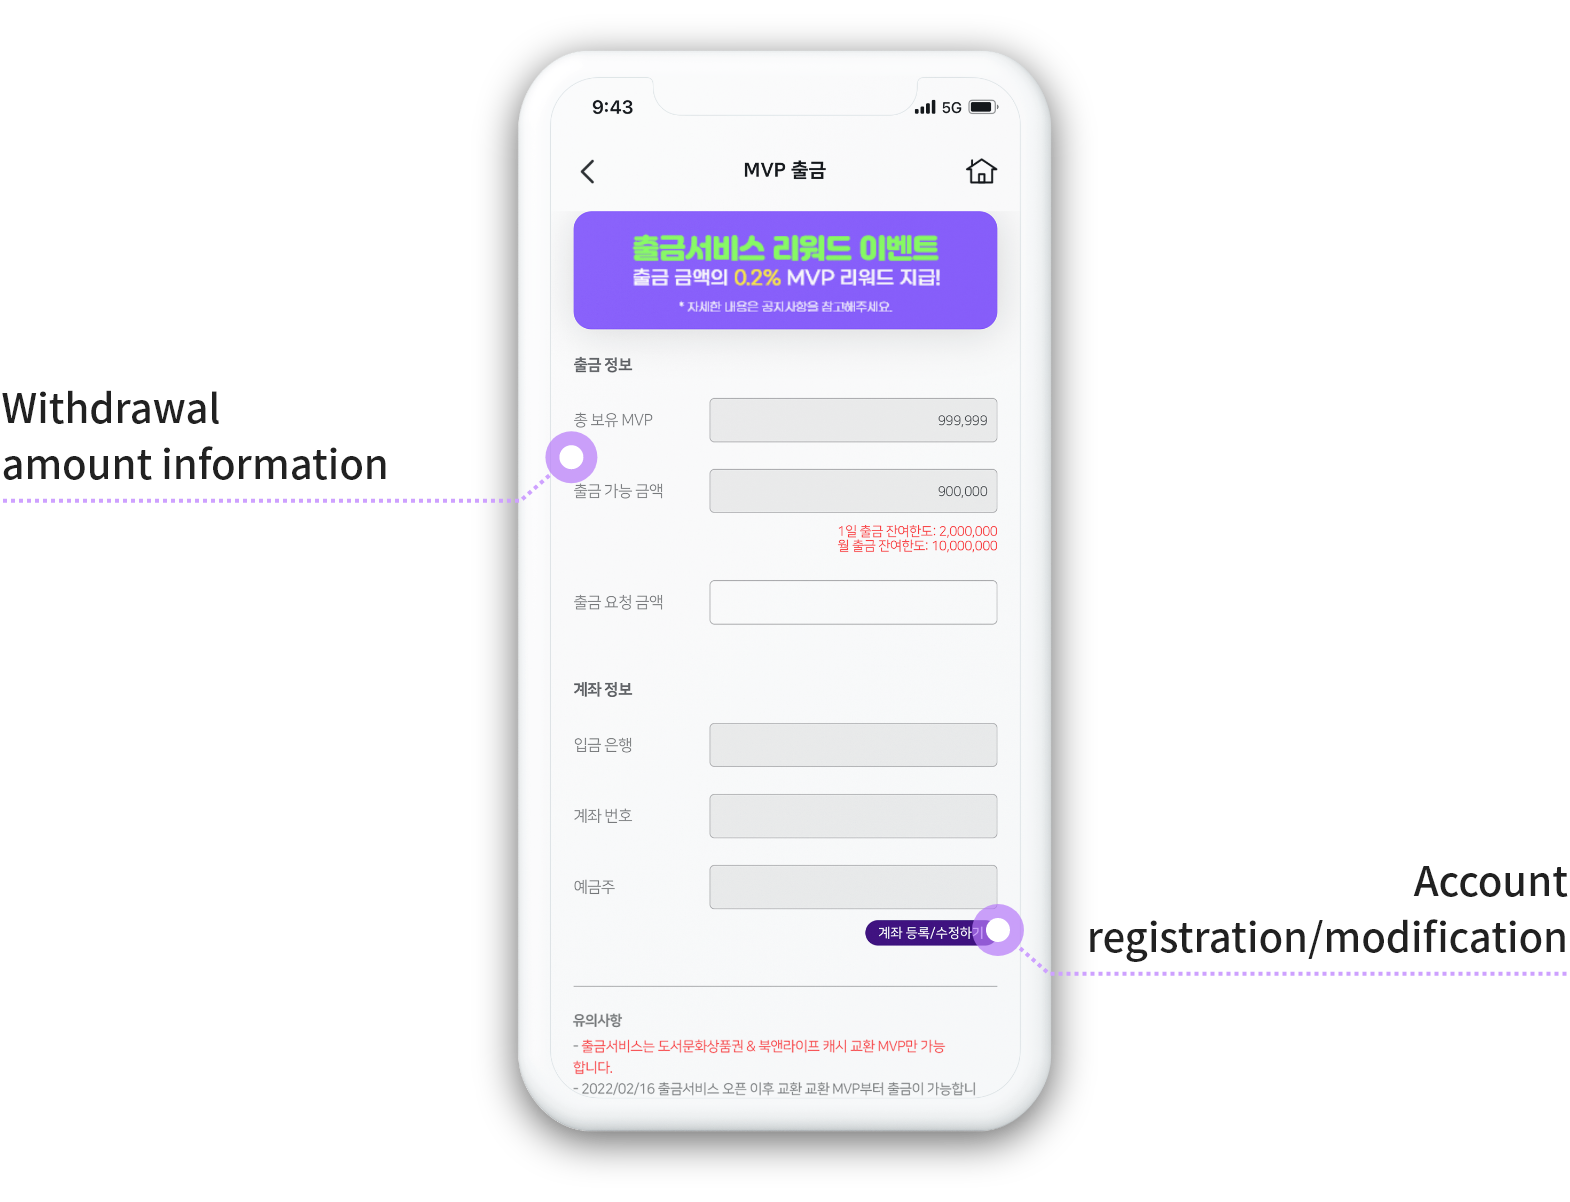 9:43
5G
MVP 출금
출금서비스 리워드 이벤트
출금 금액의 0.2% MVP 리워드 지급!
* 자세한 내용은 공지사항을 참고해주세요.
출금 정보
Withdrawal
amount information
총 보유 MVP
999,999
출금 가능 금액
900,000
1일 출금 잔여한도: 2,000,000
월 출금 잔여한도: 10,000,000
출금 요청 금액
계좌 정보
입금 은행
계좌 번호
예금주
계좌 등록/수정하기
Account
registration/modification
유의사항
- 출금서비스는 도서문화상품권 & 북앤라이프 캐시 교환 MVP만 가능
합니다.
- 2022/02/16 출금서비스 오픈 이후 교환 교환 MVP부터 출금이 가능합니